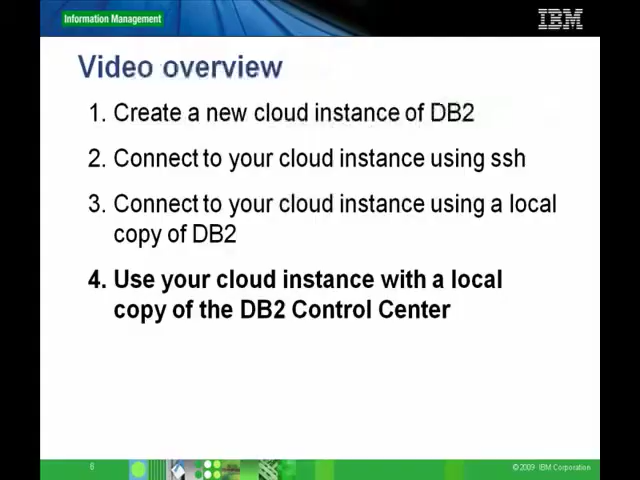 Information Management
IBM
Video overview
1. Create a new cloud instance of DB2
2. Connect to your cloud instance using ssh
3. Connect to your cloud instance using a local
copy of DB2
4. Use your cloud instance with a local
copy of the DB2 Control Center
6
© 2009 IBM Corporation